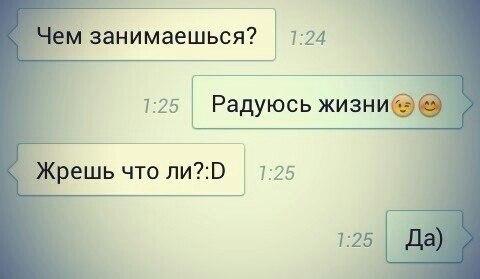 Чем занимаешься?
1:24
1:25
Радуюсь жизни😉😊
Жрешь что ли?:D
1:25
1:25
Да)